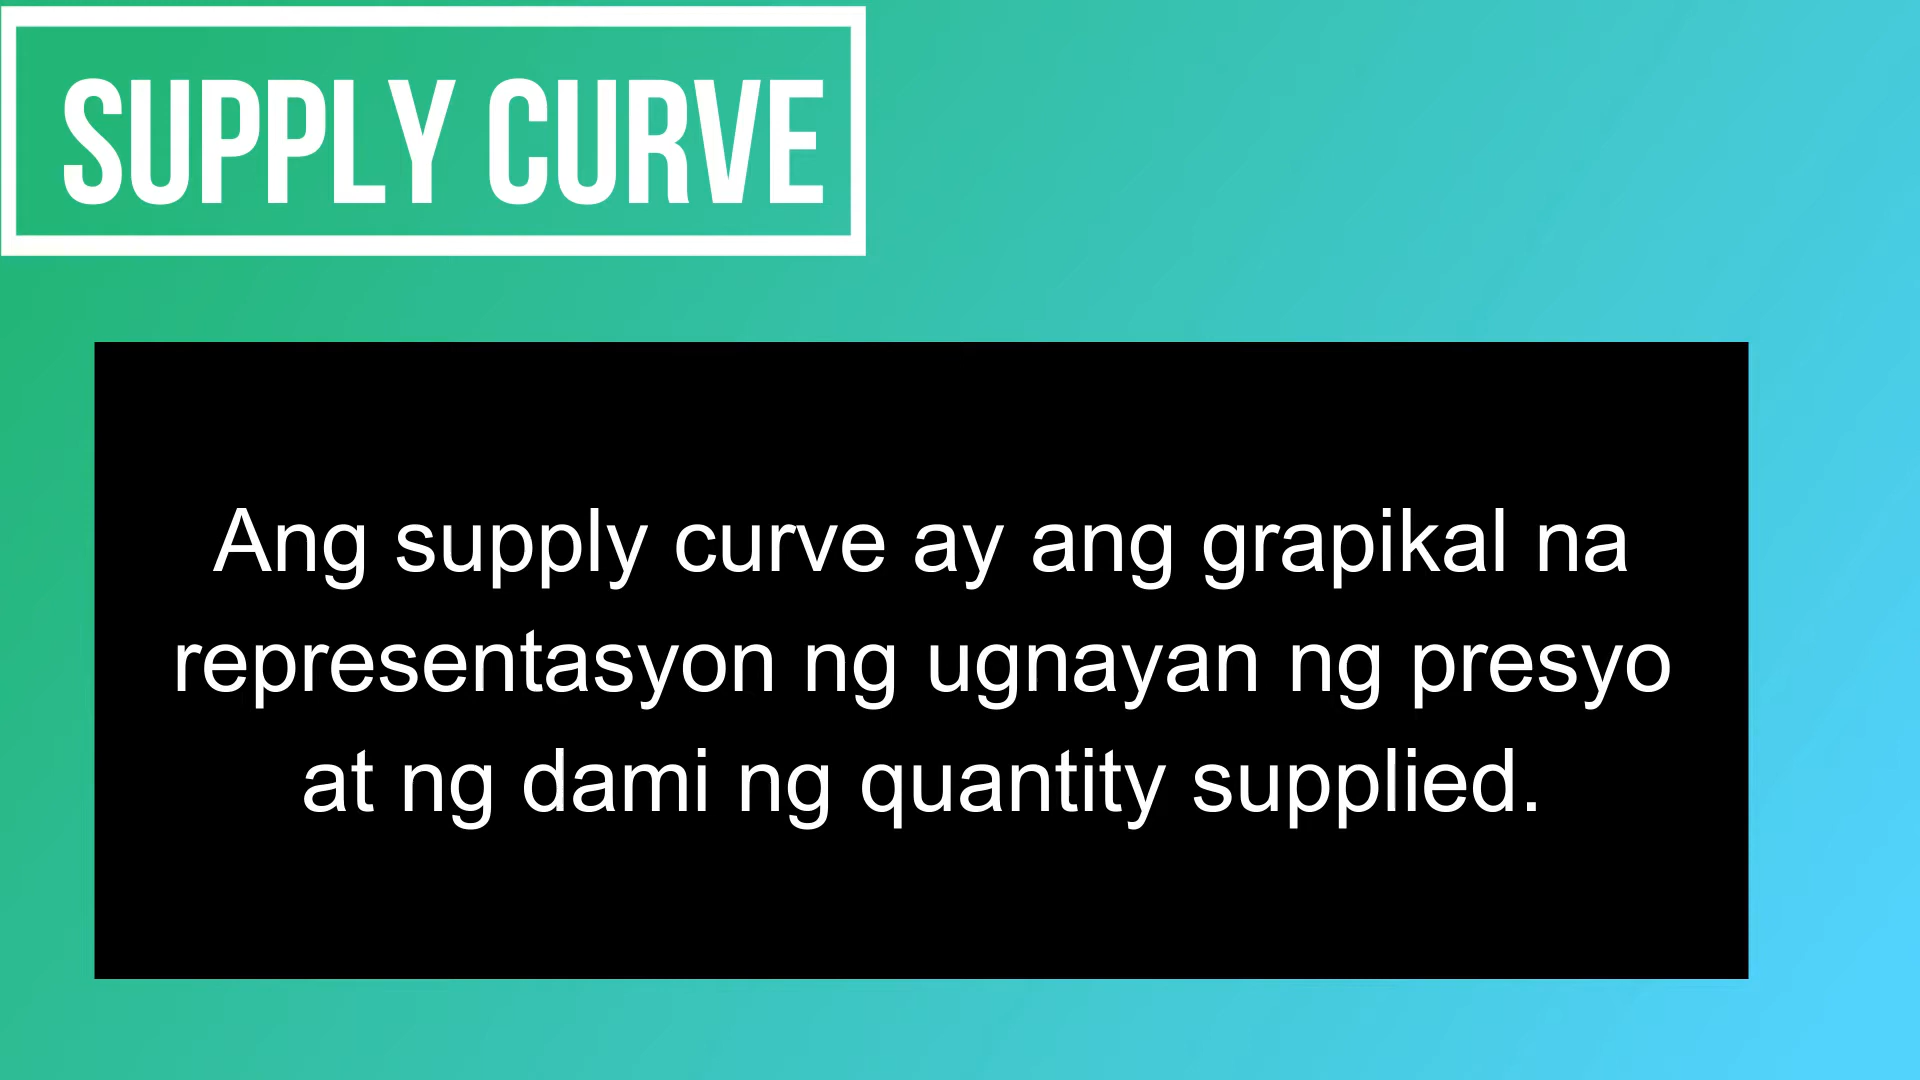 SUPPLY CURVE
Ang supply curve ay ang grapikal na
representasyon ng ugnayan ng presyo
at ng dami ng quantity supplied.